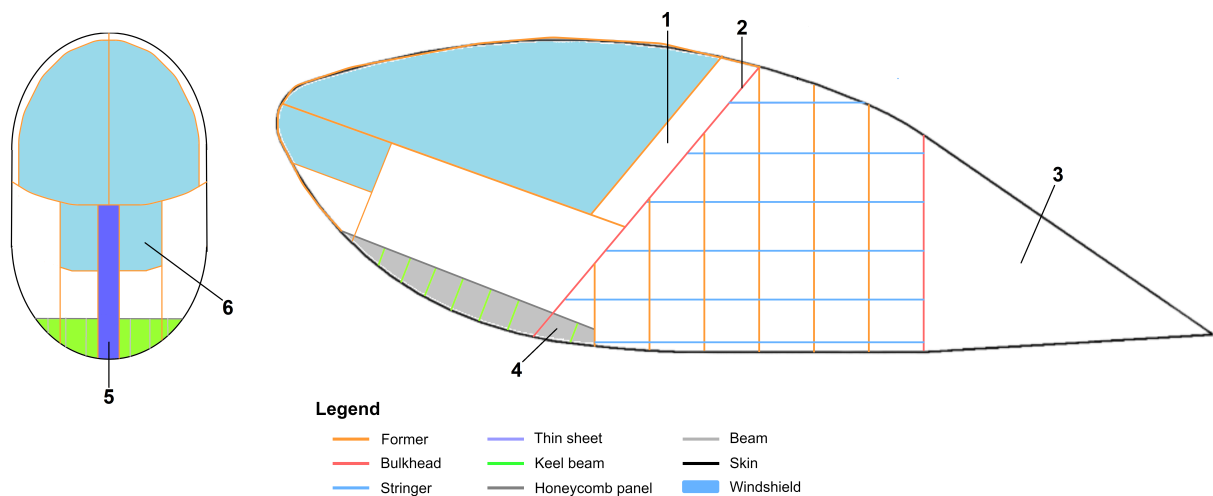 1
2
3
4
5
6
Legend
Former
Thin sheet
Beam
Bulkhead
Keel beam
Skin
Stringer
Honeycomb panel
Windshield